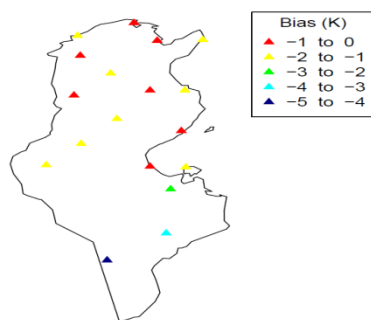 Bias (K)
−1 to 0
−2 to −1
−3 to −2
−4 to −3
−5 to −4